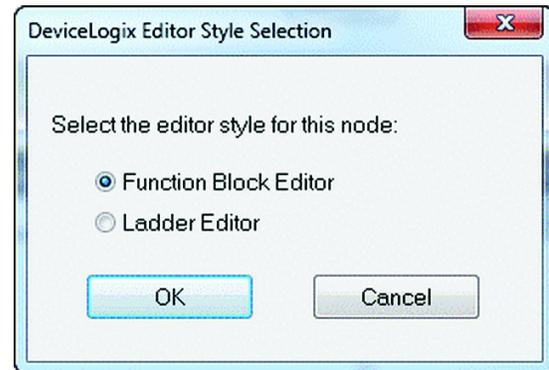 DeviceLogix Editor Style Selection
Select the editor style for this node:
Function Block Editor
Ladder Editor
OK
Cancel